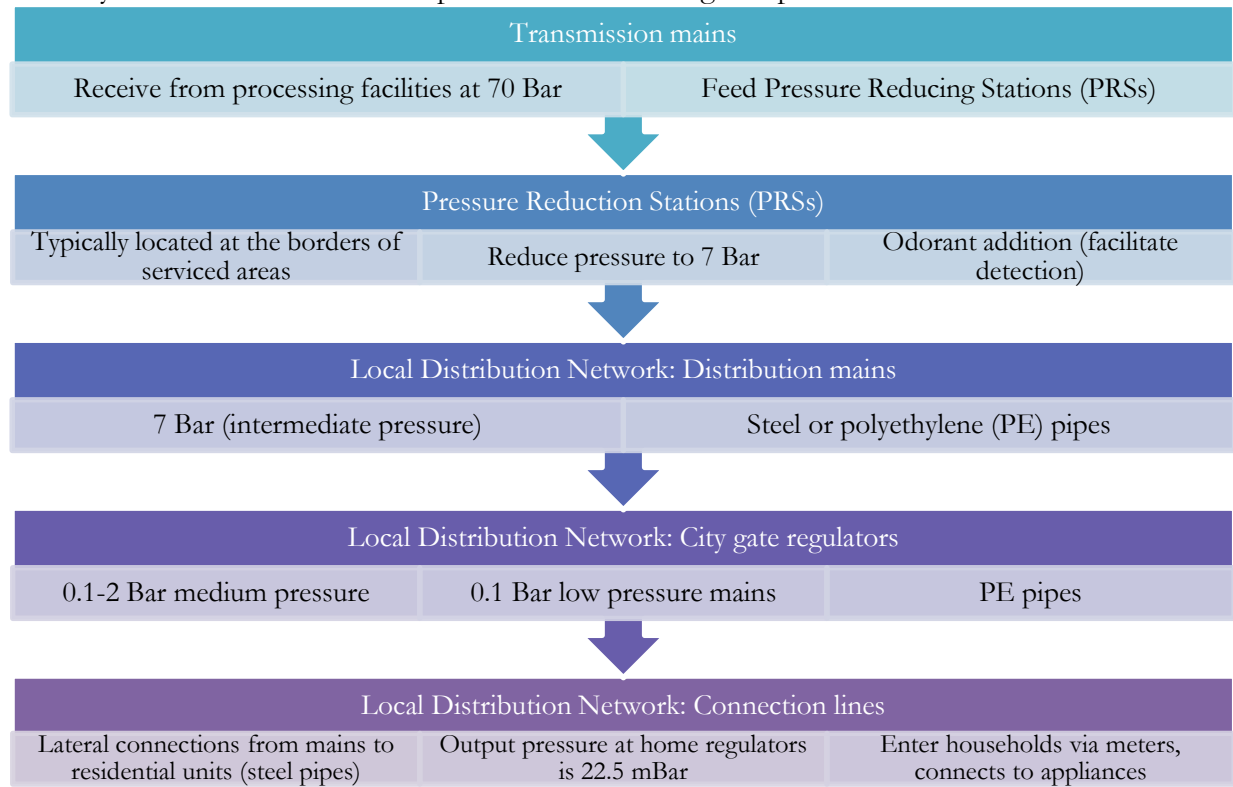 Transmission mains
Receive from processing facilities at 70 Bar
Feed Pressure Reducing Stations (PRSs)
Pressure Reduction Stations (PRSs)
Typically located at the borders of
serviced areas
Reduce pressure to 7 Bar
Odorant addition (facilitate
detection)
Local Distribution Network: Distribution mains
7 Bar (intermediate pressure)
Steel or polyethylene (PE) pipes
Local Distribution Network: City gate regulators
0.1-2 Bar medium pressure
0.1 Bar low pressure mains
PE pipes
Local Distribution Network: Connection lines
Lateral connections from mains to
residential units (steel pipes)
Output pressure at home regulators
is 22.5 mBar
Enter households via meters,
connects to appliances